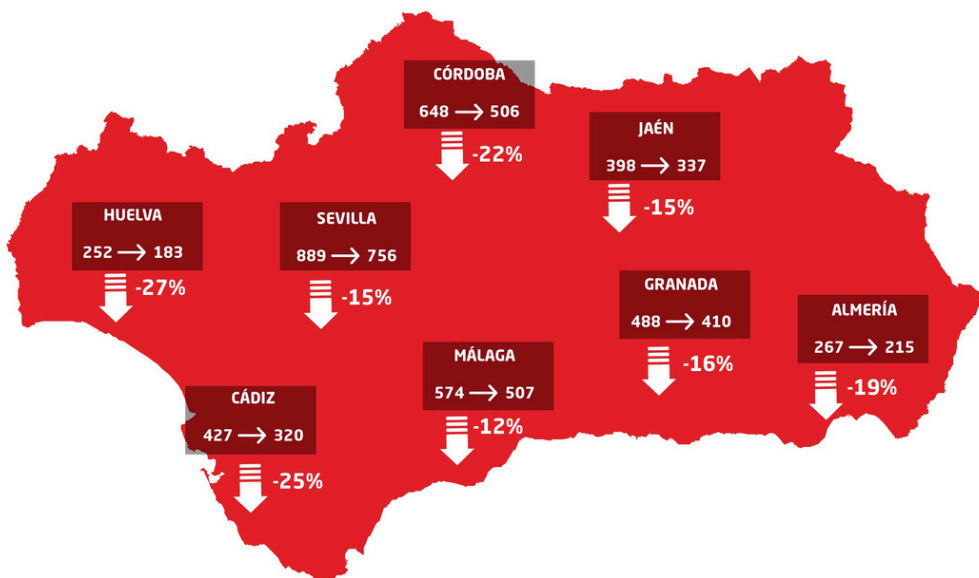 CÓRDOBA
648 → 506
-22%
JAÉN
398 → 337
-15%
HUELVA
252 → 183
-27%
SEVILLA
889 → 756
-15%
GRANADA
488 → 410
-16%
ALMERÍA
267 → 215
-19%
MÁLAGA
574 → 507
-12%
CÁDIZ
427 → 320
-25%